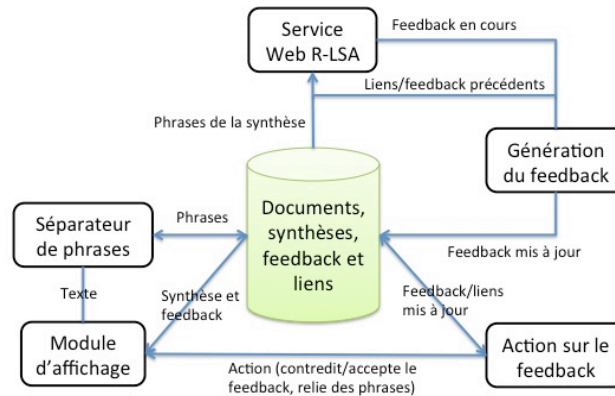 Service
Web R-LSA
Feedback en cours
Liens/feedback précédents
Phrases de la synthèse
Génération
du feedback
Documents,
synthèses,
feedback et
liens
Séparateur
de phrases
Phrases
Feedback mis à jour
Texte
Synthèse et
feedback
Feedback/liens
mis à jour
Module
d'affichage
Action (contredit/accepte le
feedback, relie des phrases)
Action sur le
feedback